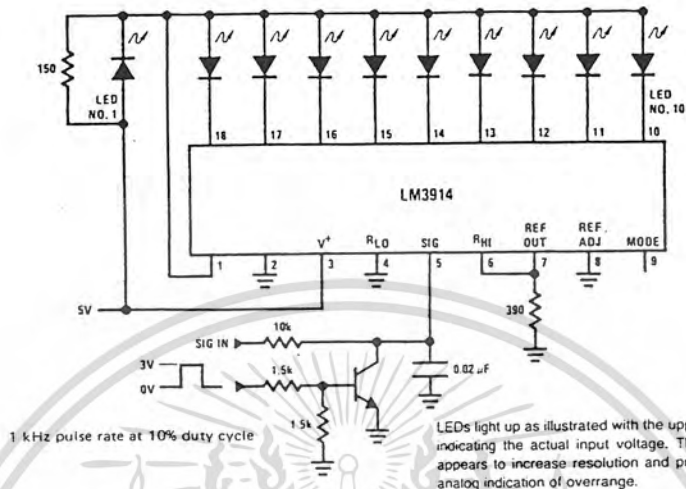 150
LED
NO. 1
LED
NO. 10
18 17 16 15 14 13 12 11 10
LM3914
V+ RLO SIG RHI REF OUT REF ADJ MODE
1 2 3 4 5 6 7 8 9
5V
390
SIG IN
10k
3V
0V
1.5k
0.02 µF
1.5k
1 kHz pulse rate at 10% duty cycle
LEDs light up as illustrated with the upp
indicating the actual input voltage. Th
appears to increase resolution and pr
analog indication of overrange.